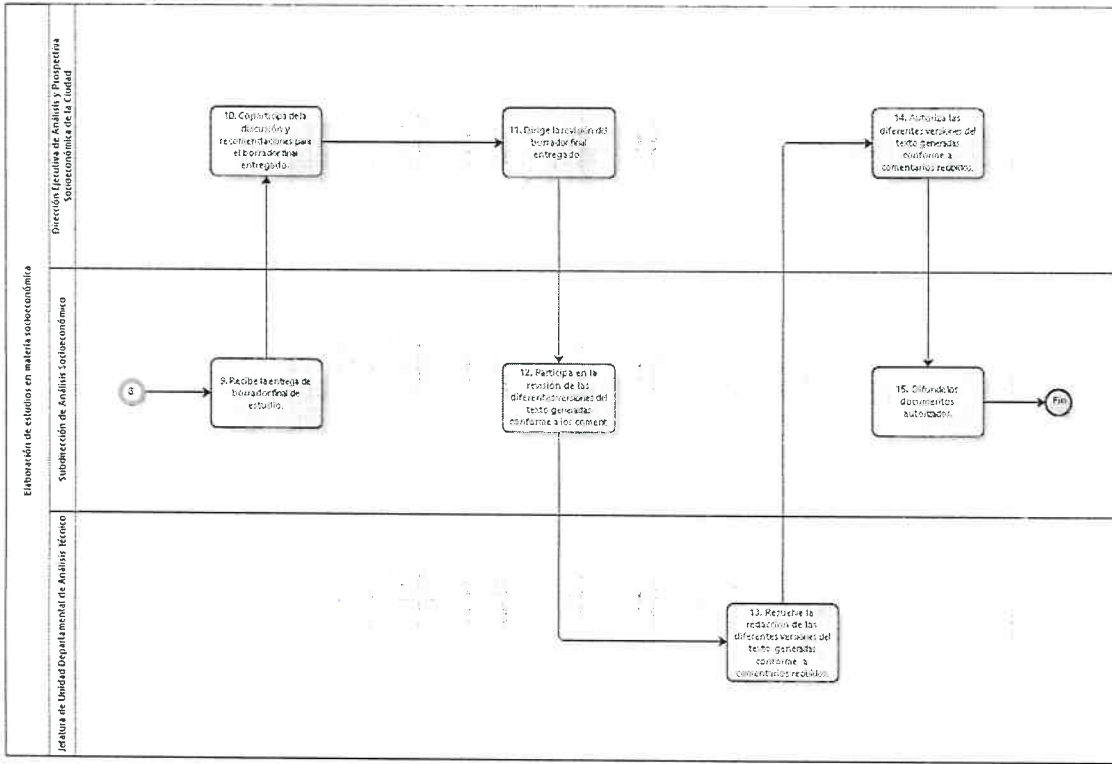 Elaboración de estudios en materia socioeconómica
Dirección Ejecutiva de Análisis y Prospectiva
Socioeconómica de la Ciudad
10. Coparticipa de la
discusión y
recomendaciones para
el borrador final
entregado.
11. Dirige la revisión del
borrador final
entregado
14. Autoriza las
diferentes versiones del
texto generadas
conforme a
comentarios recibidos.
Subdirección de Análisis Socioeconómico
9. Recibe la entrega de
borrador final de
estudio.
12. Participa en la
revisión de las
diferentes versiones del
texto generadas
conforme a los coment
15. Difunde los
documentos
autorizados.
Fin
Jefatura de Unidad Departamental de Análisis Técnico
13. Resuelve la
redacción de las
diferentes versiones del
texto generadas
conforme a
comentarios recibidos.